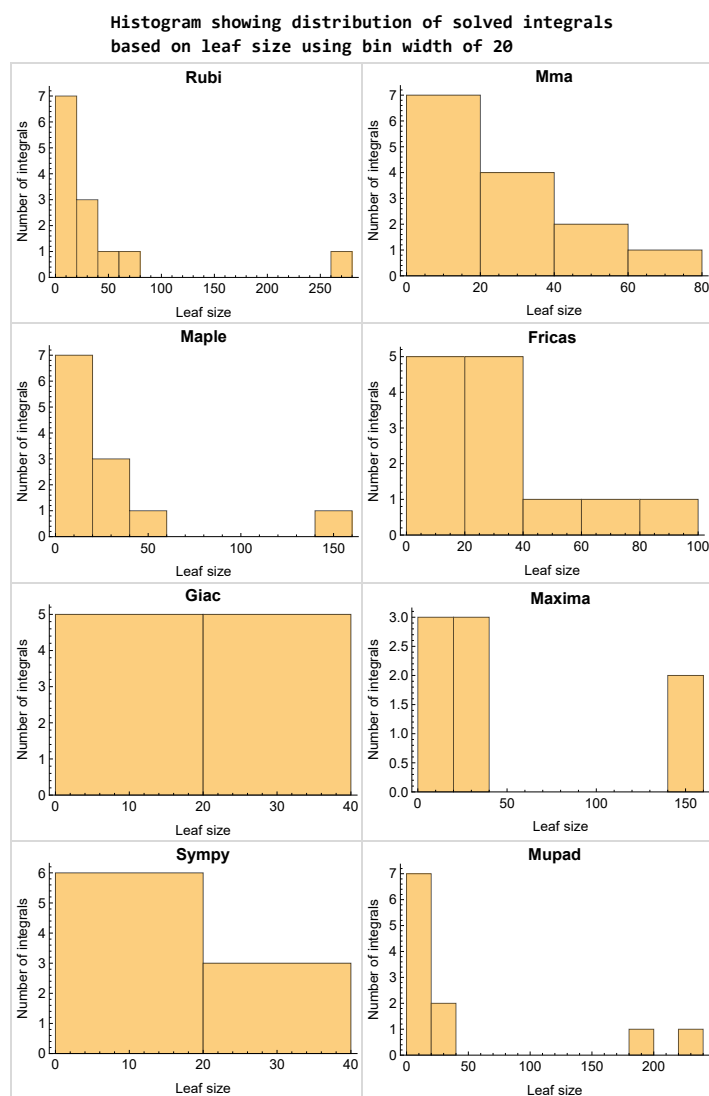 Histogram showing distribution of solved integrals
based on leaf size using bin width of 20
Rubi
Number of integrals
7
6
5
4
3
2
1
0
0 50 100 150 200 250
Leaf size
Mma
Number of integrals
7
6
5
4
3
2
1
0
0 20 40 60 80
Leaf size
Maple
Number of integrals
7
6
5
4
3
2
1
0
0 50 100 150
Leaf size
Fricas
Number of integrals
5
4
3
2
1
0
0 20 40 60 80 100
Leaf size
Giac
Number of integrals
5
4
3
2
1
0
0 10 20 30 40
Leaf size
Maxima
Number of integrals
3.0
2.5
2.0
1.5
1.0
0.5
0.0
0 50 100 150
Leaf size
Sympy
Number of integrals
6
5
4
3
2
1
0
0 10 20 30 40
Leaf size
Mupad
Number of integrals
7
6
5
4
3
2
1
0
0 50 100 150 200
Leaf size